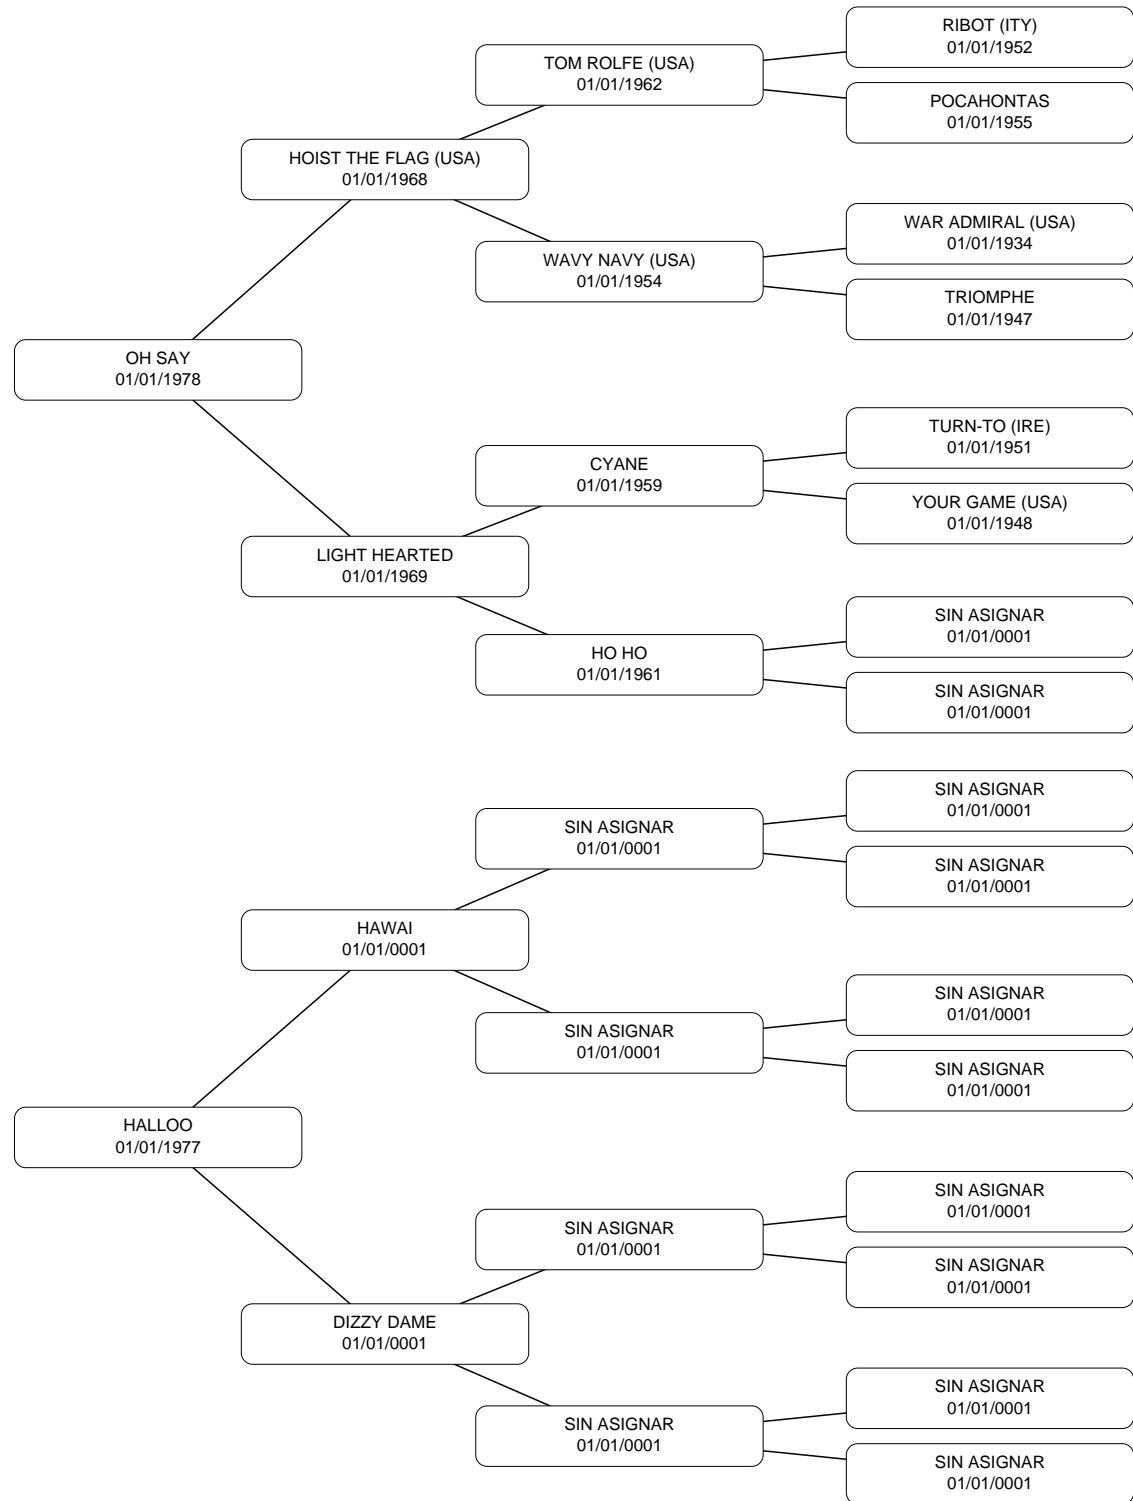 RIBOT (ITY)
01/01/1952
TOM ROLFE (USA)
01/01/1962
POCAHONTAS
01/01/1955
HOIST THE FLAG (USA)
01/01/1968
WAR ADMIRAL (USA)
01/01/1934
WAVY NAVY (USA)
01/01/1954
TRIOMPHE
01/01/1947
OH SAY
01/01/1978
TURN-TO (IRE)
01/01/1951
CYANE
01/01/1959
YOUR GAME (USA)
01/01/1948
LIGHT HEARTED
01/01/1969
SIN ASIGNAR
01/01/0001
HO HO
01/01/1961
SIN ASIGNAR
01/01/0001
SIN ASIGNAR
01/01/0001
SIN ASIGNAR
01/01/0001
SIN ASIGNAR
01/01/0001
HAWAI
01/01/0001
SIN ASIGNAR
01/01/0001
SIN ASIGNAR
01/01/0001
SIN ASIGNAR
01/01/0001
HALLOO
01/01/1977
SIN ASIGNAR
01/01/0001
SIN ASIGNAR
01/01/0001
SIN ASIGNAR
01/01/0001
DIZZY DAME
01/01/0001
SIN ASIGNAR
01/01/0001
SIN ASIGNAR
01/01/0001
SIN ASIGNAR
01/01/0001